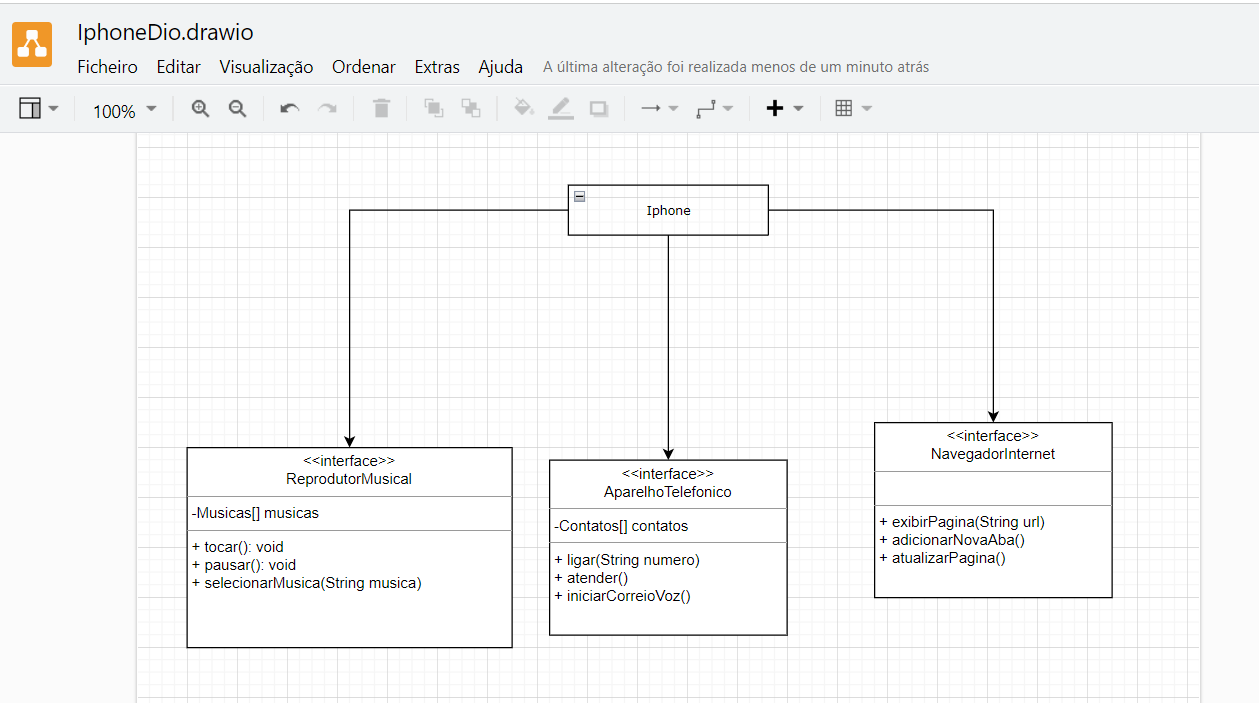 IphoneDio.drawio
Ficheiro Editar Visualização Ordenar Extras Ajuda A última alteração foi realizada menos de um minuto atrás
100%
Iphone
<<interface>>
ReprodutorMusical
-Musicas[] musicas
+ tocar(): void
+ pausar(): void
+ selecionarMusica(String musica)
<<interface>>
AparelhoTelefonico
-Contatos[] contatos
+ ligar(String numero)
+ atender()
+ iniciarCorreioVoz()
<<interface>>
NavegadorInternet
+ exibirPagina(String url)
+ adicionarNovaAba()
+ atualizarPagina()